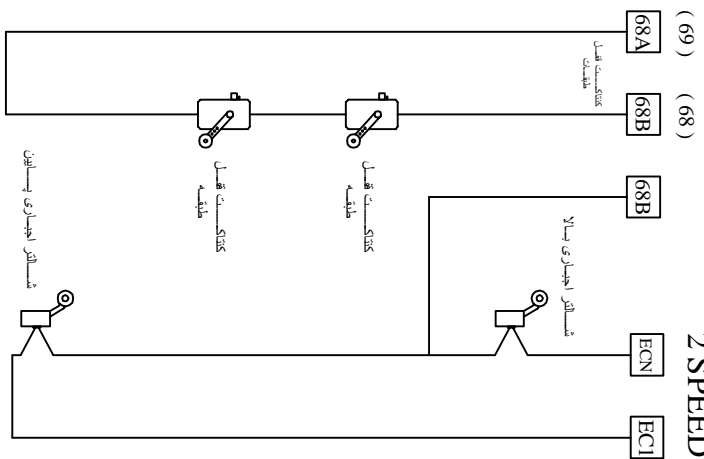 ( 69 )
68A
( 68 )
68B
68B
ECN
EC1
2 SPEED
کنتاکت قفل
طبقات
کنتاکت قفل
طبقه
کنتاکت قفل
طبقه
شالتر اجباری بالا
شالتر اجباری پایین